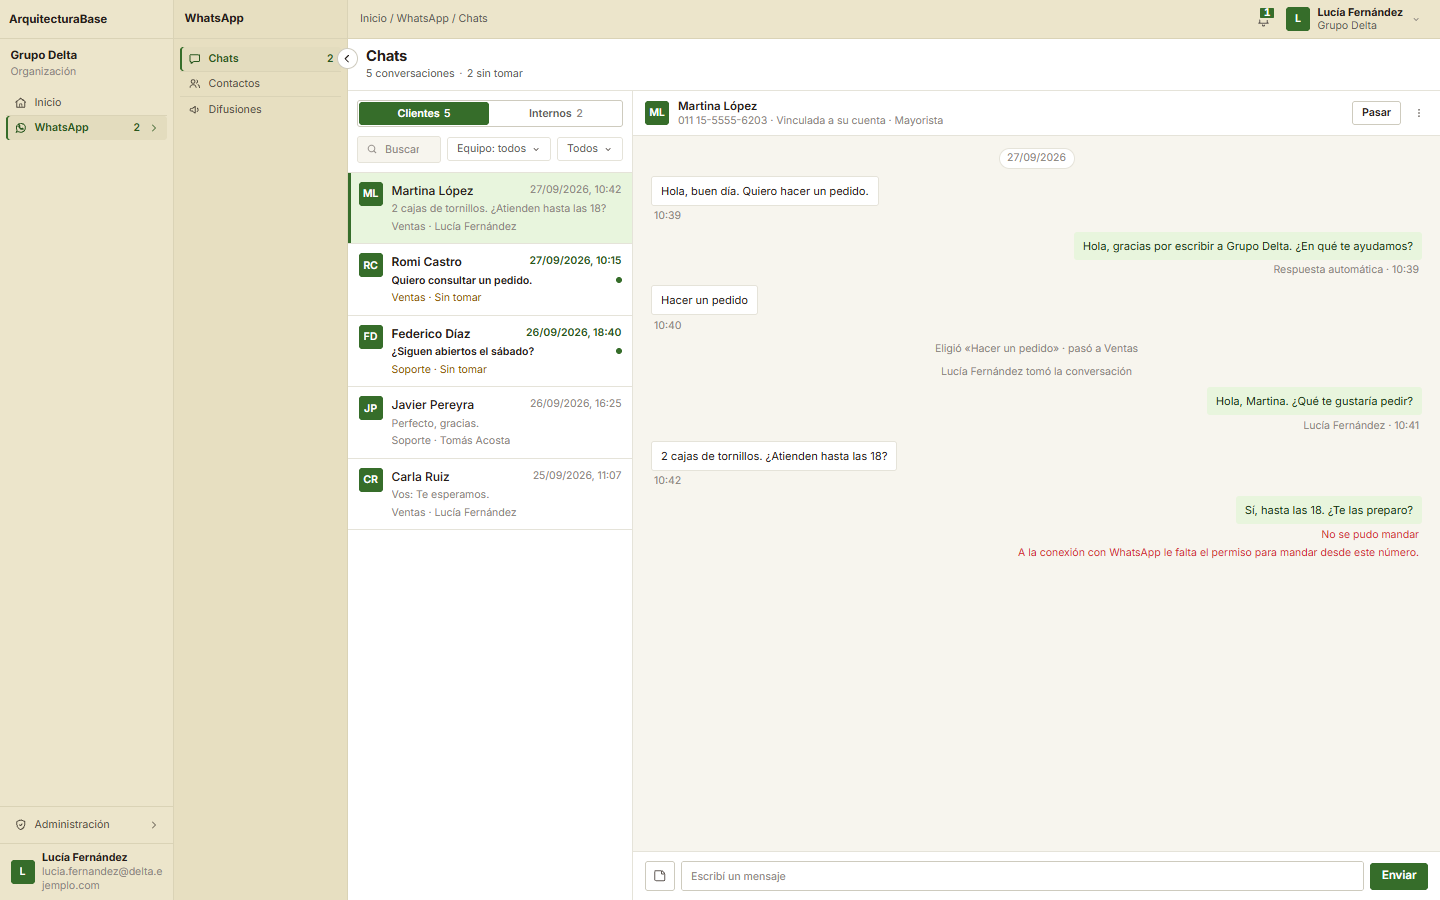 ArquitecturaBase
Grupo Delta
Organización
Inicio
WhatsApp 2
Administración
L
Lucía Fernández
lucia.fernandez@delta.e
jemplo.com
WhatsApp
Chats 2
Contactos
Difusiones
Inicio / WhatsApp / Chats
1
L
Lucía Fernández
Grupo Delta
Chats
5 conversaciones · 2 sin tomar
Clientes 5
Internos 2
Buscar
Equipo: todos
Todos
ML
Martina López
27/09/2026, 10:42
2 cajas de tornillos. ¿Atienden hasta las 18?
Ventas · Lucía Fernández
RC
Romi Castro
27/09/2026, 10:15
Quiero consultar un pedido.
Ventas · Sin tomar
FD
Federico Díaz
26/09/2026, 18:40
¿Siguen abiertos el sábado?
Soporte · Sin tomar
JP
Javier Pereyra
26/09/2026, 16:25
Perfecto, gracias.
Soporte · Tomás Acosta
CR
Carla Ruiz
25/09/2026, 11:07
Vos: Te esperamos.
Ventas · Lucía Fernández
ML
Martina López
011 15-5555-6203 · Vinculada a su cuenta · Mayorista
Pasar
27/09/2026
Hola, buen día. Quiero hacer un pedido.
10:39
Hola, gracias por escribir a Grupo Delta. ¿En qué te ayudamos?
Respuesta automática · 10:39
Hacer un pedido
10:40
Eligió «Hacer un pedido» · pasó a Ventas
Lucía Fernández tomó la conversación
Hola, Martina. ¿Qué te gustaría pedir?
Lucía Fernández · 10:41
2 cajas de tornillos. ¿Atienden hasta las 18?
10:42
Sí, hasta las 18. ¿Te las preparo?
No se pudo mandar
A la conexión con WhatsApp le falta el permiso para mandar desde este número.
Escribí un mensaje
Enviar